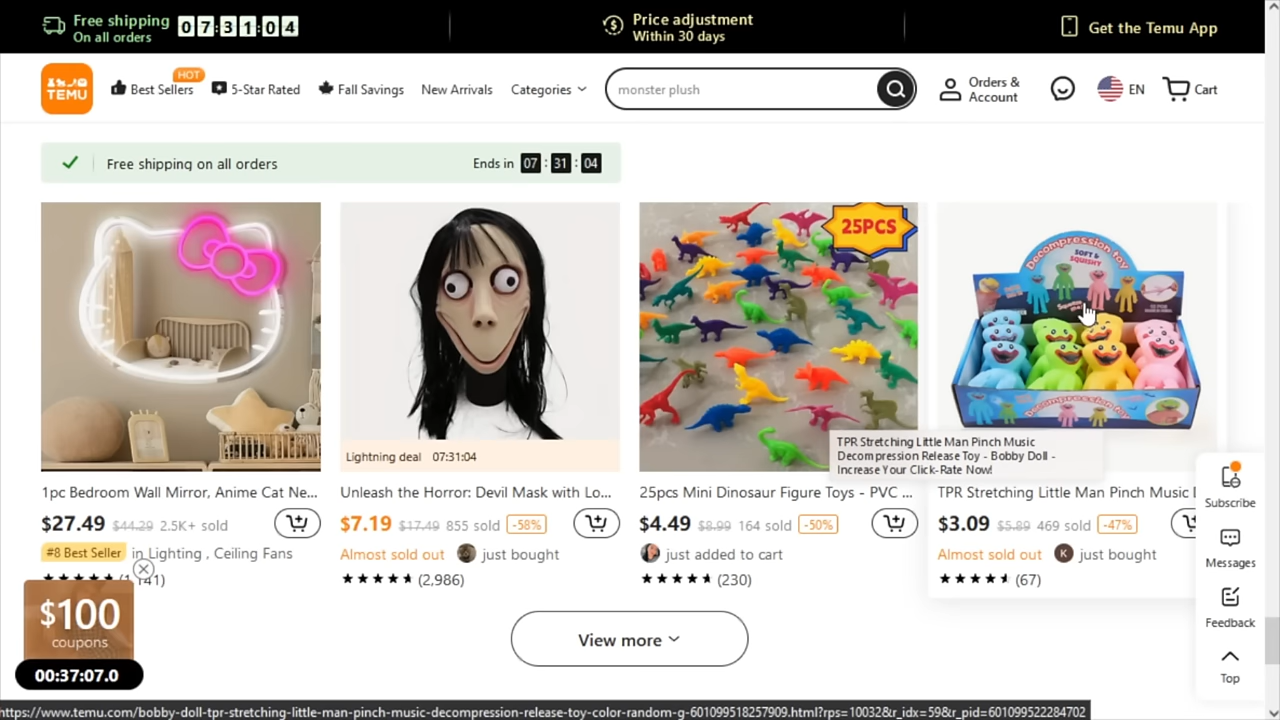 Free shipping
On all orders
07:31:04
Price adjustment
Within 30 days
Get the Temu App
TEMU
HOT
Best Sellers
5-Star Rated
Fall Savings
New Arrivals
Categories
monster plush
Orders &
Account
EN
Cart
Free shipping on all orders
Ends in 07 : 31 : 04
25PCS
Decompression toy
SOFT &
SQUISHY
Lightning deal 07:31:04
TPR Stretching Little Man Pinch Music
Decompression Release Toy - Bobby Doll -
Increase Your Click-Rate Now!
1pc Bedroom Wall Mirror, Anime Cat Ne...
$27.49 $44.29 2.5K+ sold
#8 Best Seller in Lighting , Ceiling Fans
Unleash the Horror: Devil Mask with Lo...
$7.19 $17.49 855 sold -58%
Almost sold out just bought
(2,986)
25pcs Mini Dinosaur Figure Toys - PVC ...
$4.49 $8.99 164 sold -50%
just added to cart
(230)
TPR Stretching Little Man Pinch Music
$3.09 $5.89 469 sold -47%
Almost sold out K just bought
(67)
$100
coupons
00:37:07.0
View more
Subscribe
Messages
Feedback
Top
https://www.temu.com/bobby-doll-tpr-stretching-little-man-pinch-music-decompression-release-toy-color-random-g-601099518257909.html?rps=10032&r_idx=59&r_pid=601099522284702